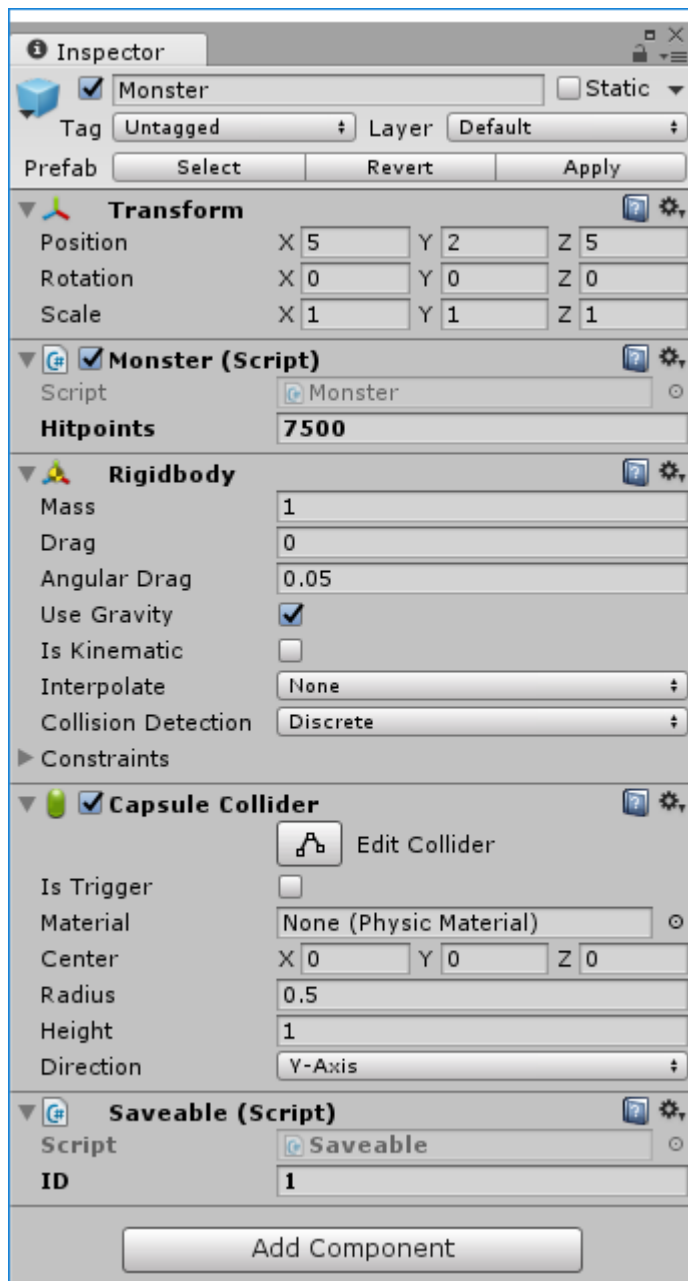 Inspector
Monster Static
Tag Untagged Layer Default
Prefab Select Revert Apply
Transform
Position X 5 Y 2 Z 5
Rotation X 0 Y 0 Z 0
Scale X 1 Y 1 Z 1
Monster (Script)
Script Monster
Hitpoints 7500
Rigidbody
Mass 1
Drag 0
Angular Drag 0.05
Use Gravity
Is Kinematic
Interpolate None
Collision Detection Discrete
Constraints
Capsule Collider
Edit Collider
Is Trigger
Material None (Physic Material)
Center X 0 Y 0 Z 0
Radius 0.5
Height 1
Direction Y-Axis
Saveable (Script)
Script Saveable
ID 1
Add Component